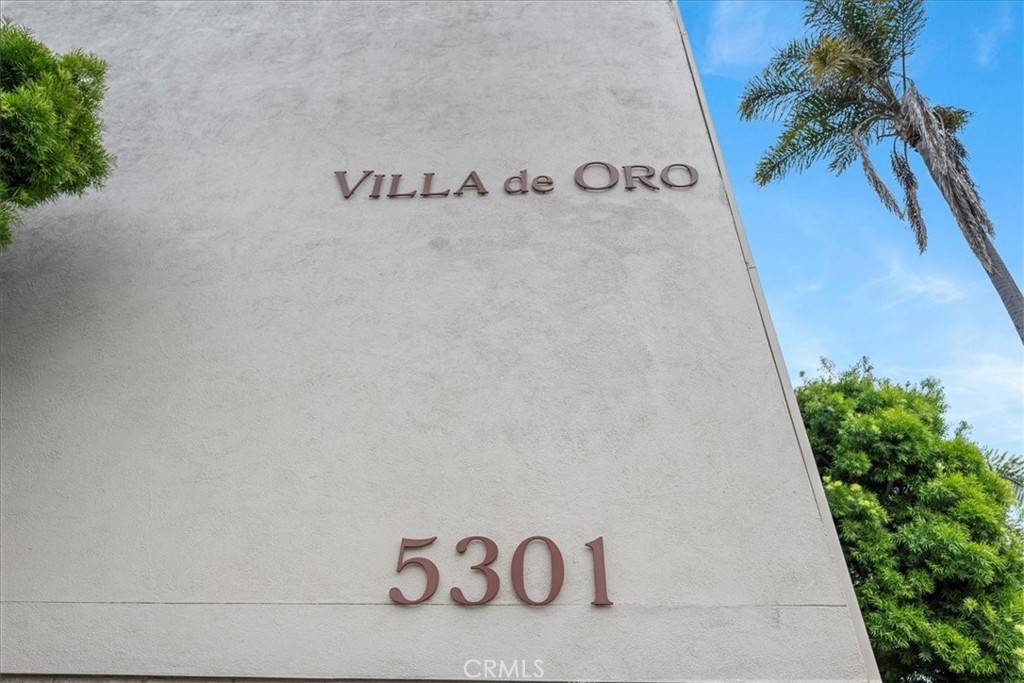 VILLA de ORO
5301
CRMLS